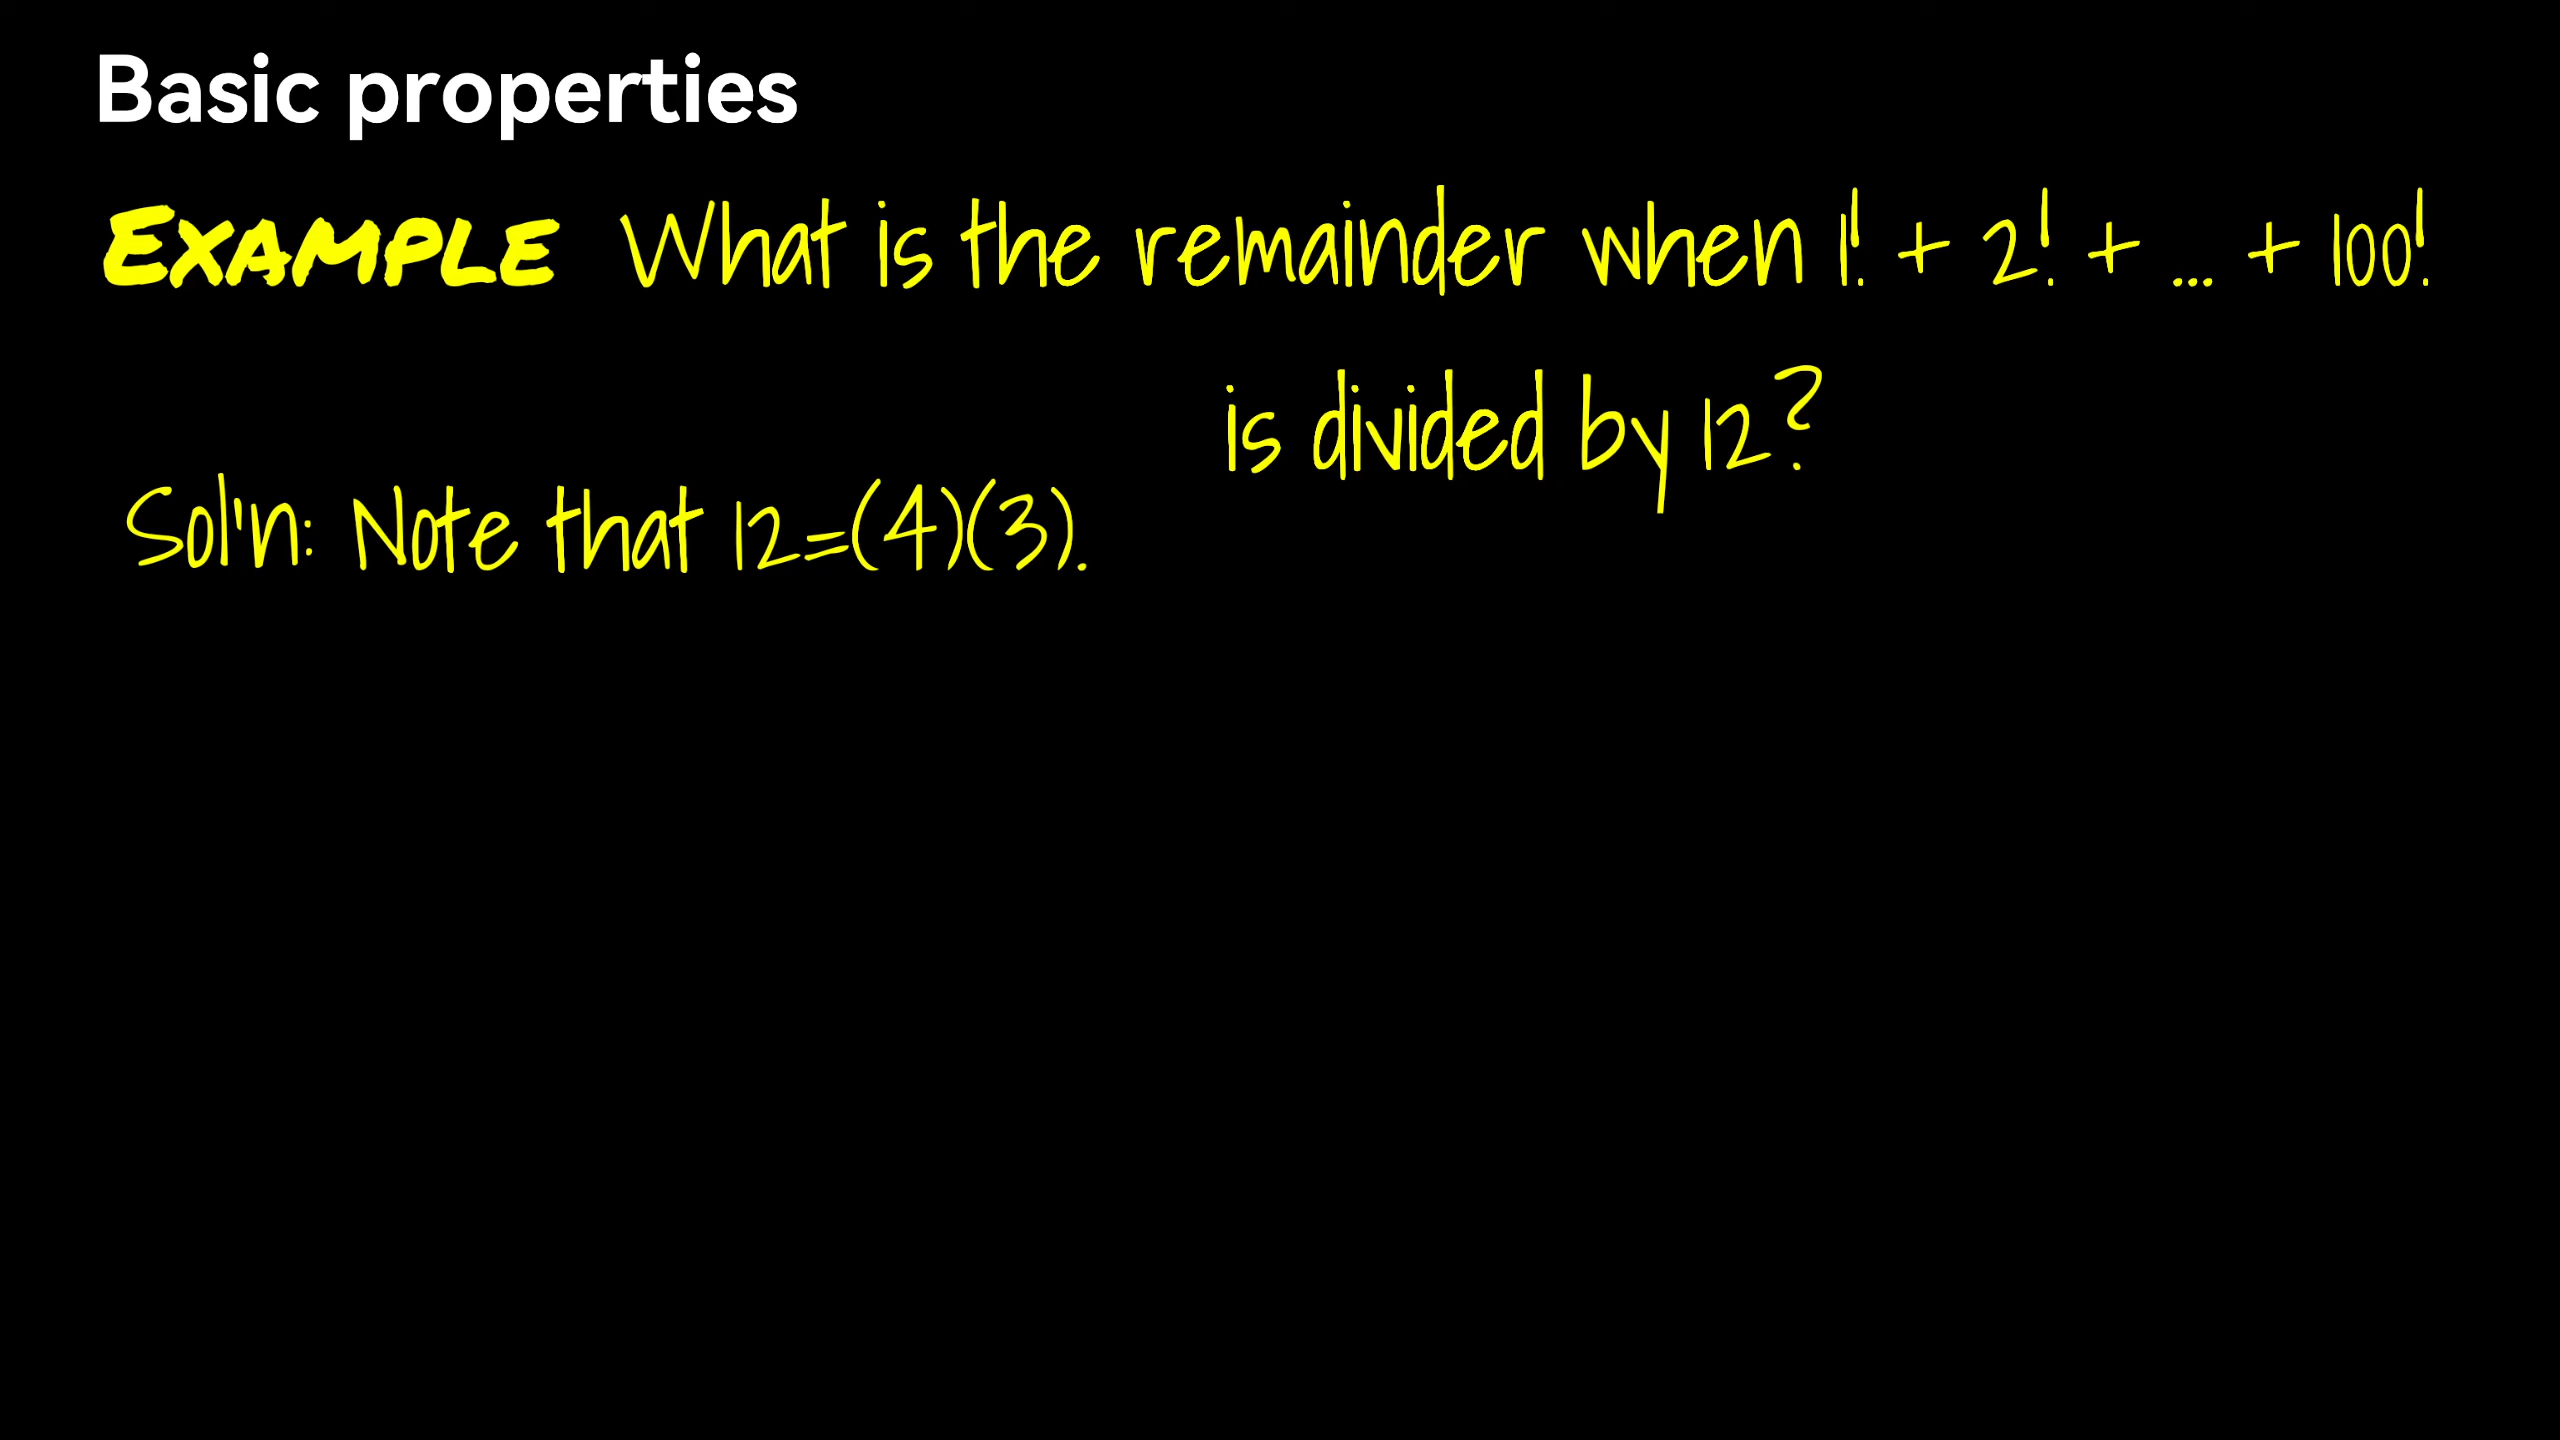 Basic properties
EXAMPLE What is the remainder when 1! + 2! + ... + 100!
is divided by 12?
Sol'n: Note that 12=(4)(3).